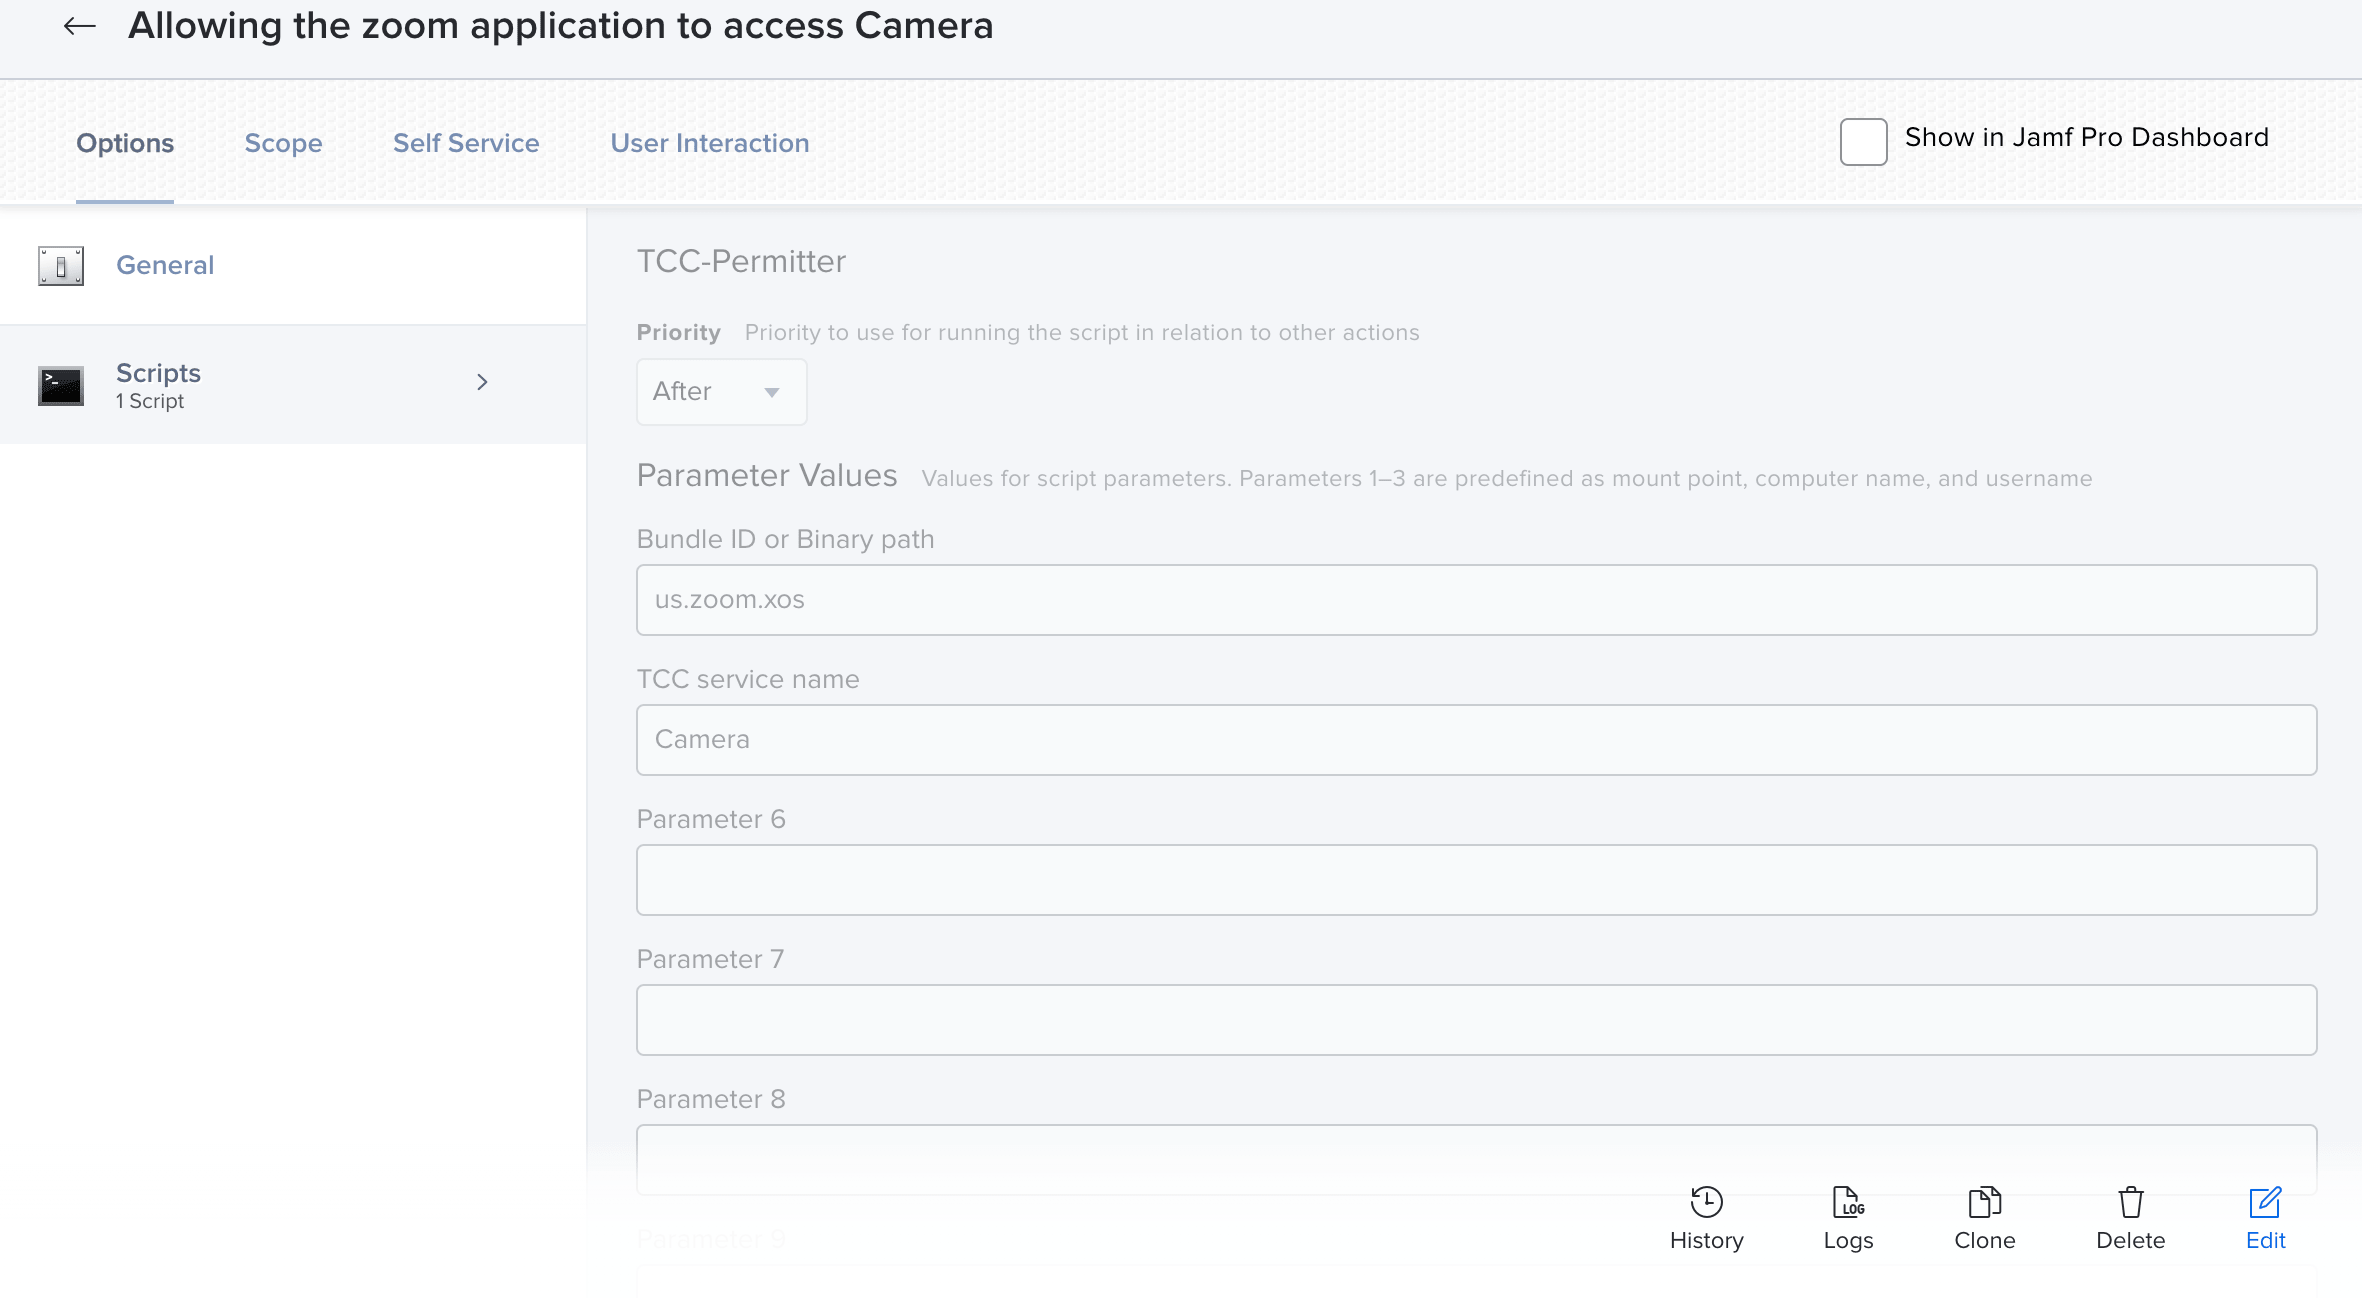 Allowing the zoom application to access Camera
Options Scope Self Service User Interaction
Show in Jamf Pro Dashboard
General
Scripts
1 Script
TCC-Permitter
Priority Priority to use for running the script in relation to other actions
After
Parameter Values Values for script parameters. Parameters 1–3 are predefined as mount point, computer name, and username
Bundle ID or Binary path
us.zoom.xos
TCC service name
Camera
Parameter 6
Parameter 7
Parameter 8
Parameter 9
LOG
History Logs Clone Delete Edit